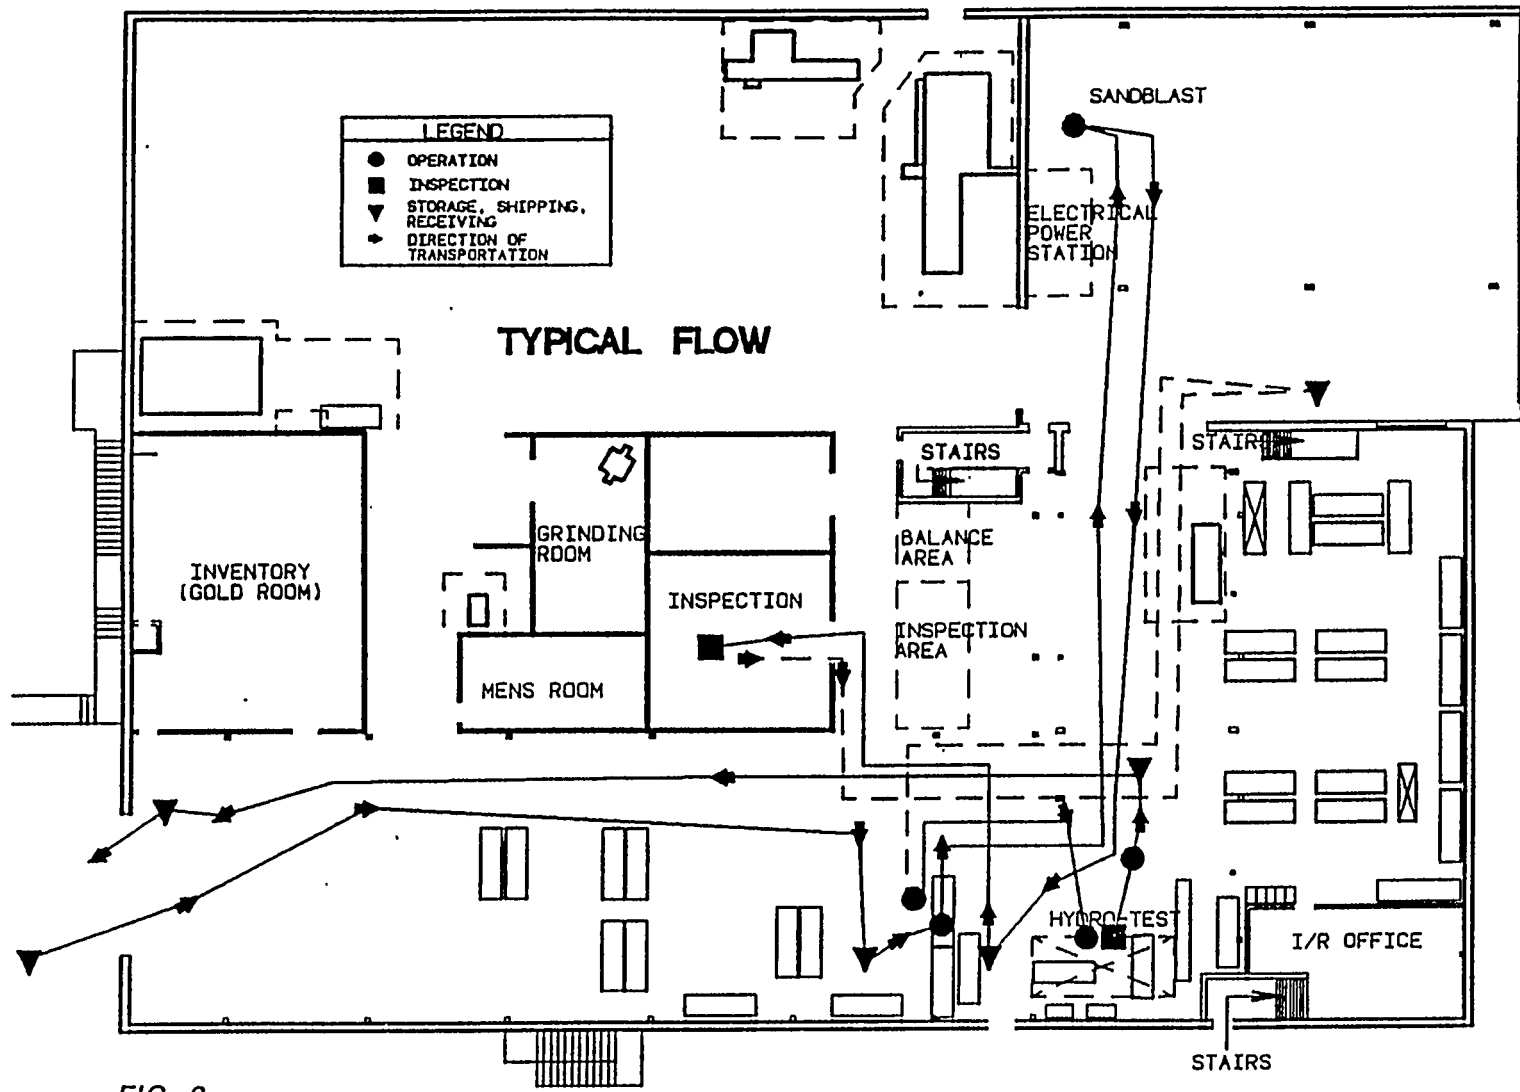 SANDBLAST
LEGEND
OPERATION
INSPECTION
STORAGE, SHIPPING,
RECEIVING
DIRECTION OF
TRANSPORTATION
ELECTRICAL
POWER
STATION
TYPICAL FLOW
STAIRS
STAIRS
GRINDING
ROOM
BALANCE
AREA
INVENTORY
(GOLD ROOM)
INSPECTION
INSPECTION
AREA
MENS ROOM
HYDRO-TEST
I/R OFFICE
STAIRS